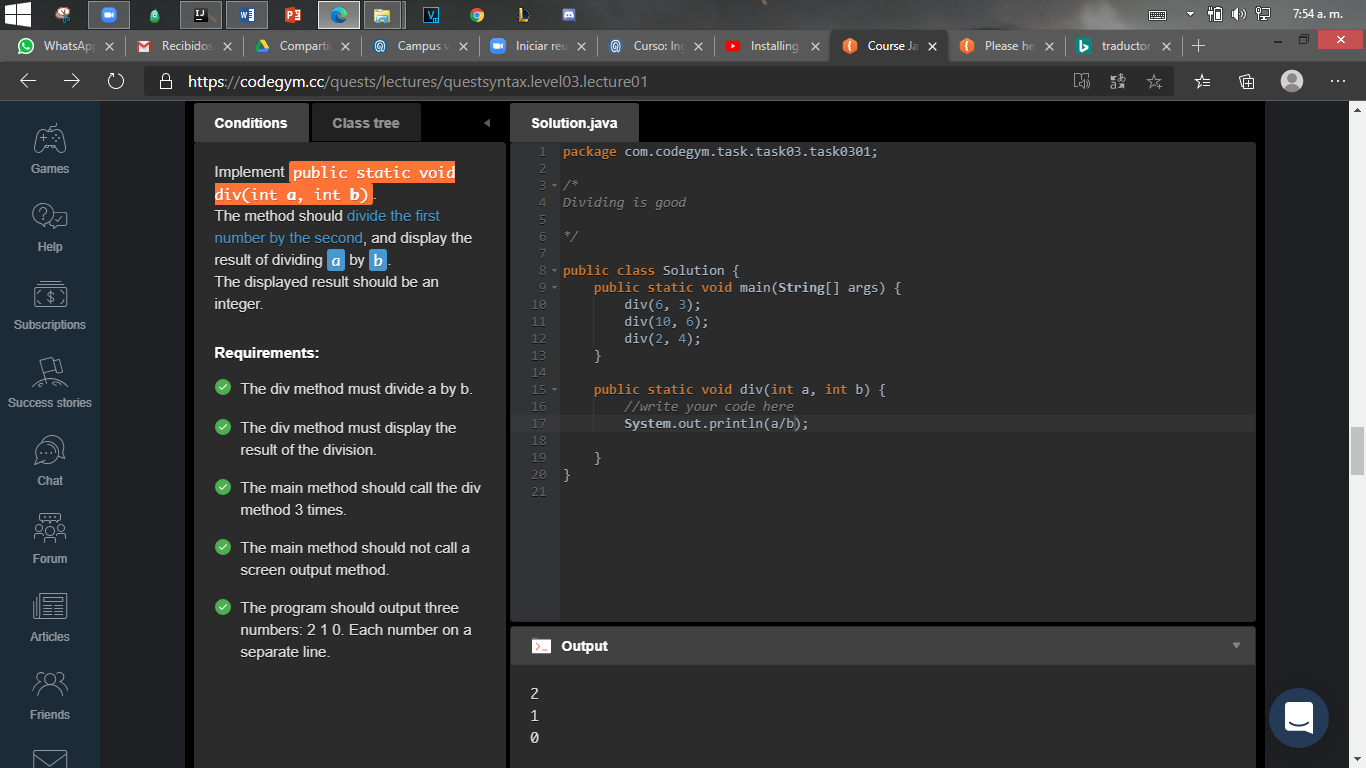 7:54 a. m.
WhatsAp
Recibidos
Comparti
Campus v
Iniciar reu
Curso: In
Installing
Course Ja
Please he
traductor
https://codegym.cc/quests/lectures/questsyntax.level03.lecture01
Games
Help
Subscriptions
Success stories
Chat
Forum
Articles
Friends
Conditions
Class tree
Implement public static void
div(int a, int b).
The method should divide the first
number by the second, and display the
result of dividing a by b.
The displayed result should be an
integer.
Requirements:
The div method must divide a by b.
The div method must display the
result of the division.
The main method should call the div
method 3 times.
The main method should not call a
screen output method.
The program should output three
numbers: 2 1 0. Each number on a
separate line.
Solution.java
1 package com.codegym.task.task03.task0301;
2
3 /*
4 Dividing is good
5
6 */
7
8 public class Solution {
9 public static void main(String[] args) {
10 div(6, 3);
11 div(10, 6);
12 div(2, 4);
13 }
14
15 public static void div(int a, int b) {
16 //write your code here
17 System.out.println(a/b);
18
19 }
20 }
21
Output
2
1
0